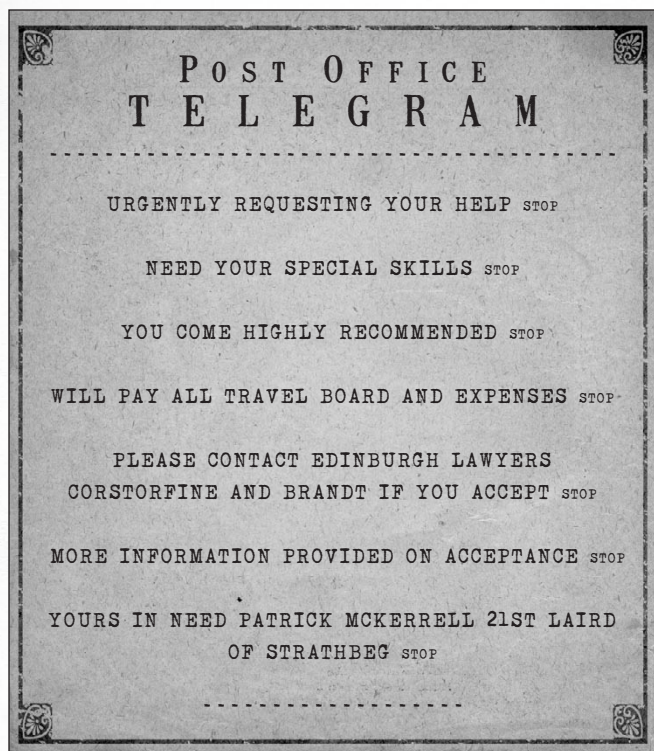 POST OFFICE
TELEGRAM
URGENTLY REQUESTING YOUR HELP STOP
NEED YOUR SPECIAL SKILLS STOP
YOU COME HIGHLY RECOMMENDED STOP
WILL PAY ALL TRAVEL BOARD AND EXPENSES STOP
PLEASE CONTACT EDINBURGH LAWYERS
CORSTORFINE AND BRANDT IF YOU ACCEPT STOP
MORE INFORMATION PROVIDED ON ACCEPTANCE STOP
YOURS IN NEED PATRICK MCKERRELL 21ST LAIRD
OF STRATHBEG STOP